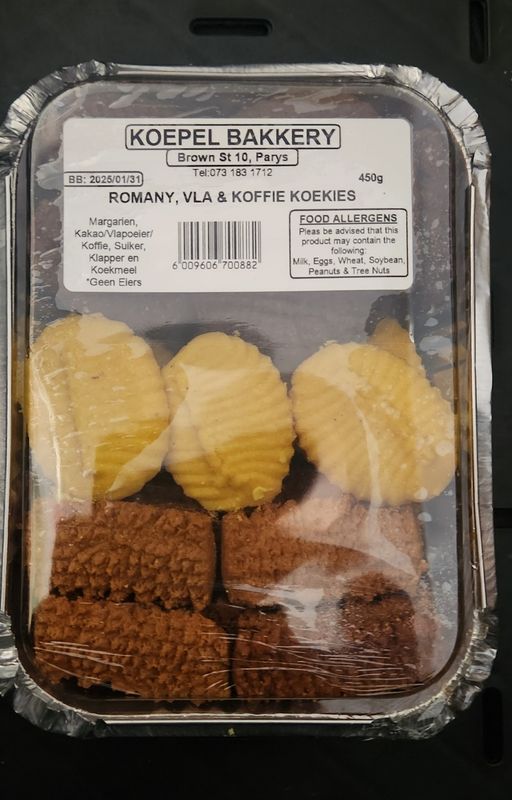 KOEPEL BAKKERY
Brown St 10, Parys
Tel:073 183 1712
BB: 2025/01/31
450g
ROMANY, VLA & KOFFIE KOEKIES
Margarien,
Kakao/Vlapoeier/
Koffie, Suiker,
Klapper en
Koekmeel
*Geen Eiers
6 009606 700882
FOOD ALLERGENS
Pleas be advised that this
product may contain the
following:
Milk, Eggs, Wheat, Soybean,
Peanuts & Tree Nuts